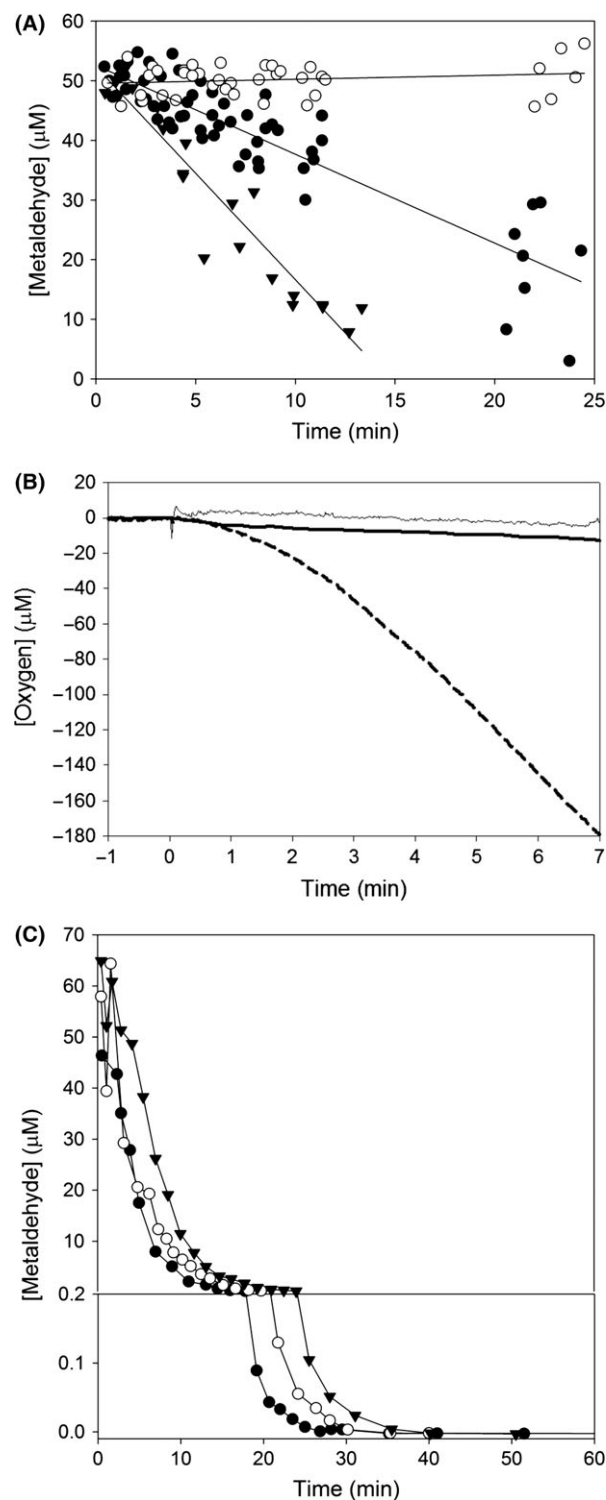 (A)
60
50
40
30
20
10
0
[Metaldehyde] (µM)
0 5 10 15 20 25
Time (min)
(B)
20
0
−20
−40
−60
−80
−100
−120
−140
−160
−180
[Oxygen] (µM)
−1 0 1 2 3 4 5 6 7
Time (min)
(C)
70
60
50
40
30
20
10
0.2
0.1
0.0
[Metaldehyde] (µM)
0 10 20 30 40 50 60
Time (min)